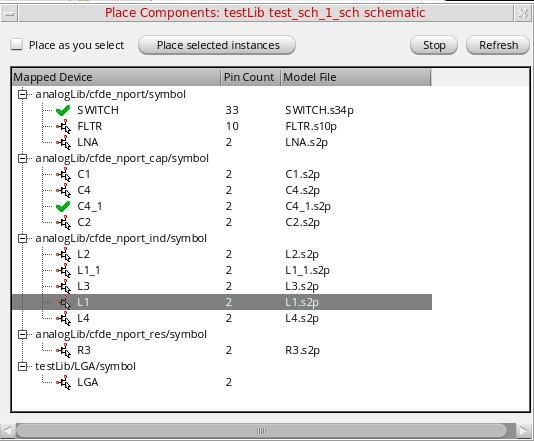 Place Components: testLib test_sch_1_sch schematic
Place as you select Place selected instances Stop Refresh
Mapped Device Pin Count Model File
analogLib/cfde_nport/symbol
SWITCH 33 SWITCH.s34p
FLTR 10 FLTR.s10p
LNA 2 LNA.s2p
analogLib/cfde_nport_cap/symbol
C1 2 C1.s2p
C4 2 C4.s2p
C4_1 2 C4_1.s2p
C2 2 C2.s2p
analogLib/cfde_nport_ind/symbol
L2 2 L2.s2p
L1_1 2 L1_1.s2p
L3 2 L3.s2p
L1 2 L1.s2p
L4 2 L4.s2p
analogLib/cfde_nport_res/symbol
R3 2 R3.s2p
testLib/LGA/symbol
LGA 2